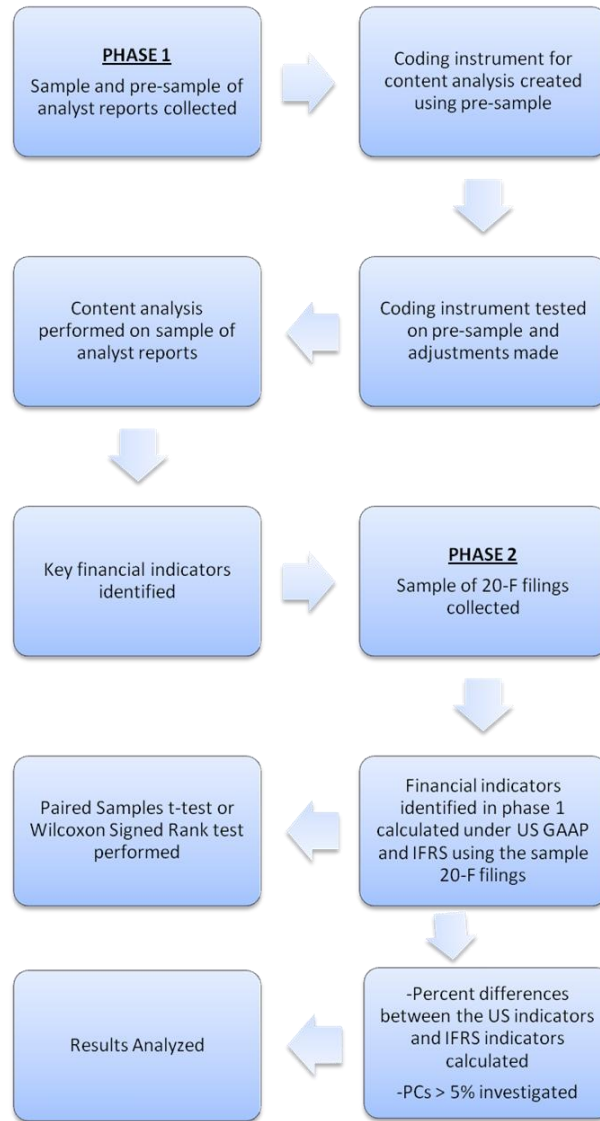 PHASE 1
Sample and pre-sample of
analyst reports collected
Coding instrument for
content analysis created
using pre-sample
Coding instrument tested
on pre-sample and
adjustments made
Content analysis
performed on sample of
analyst reports
Key financial indicators
identified
PHASE 2
Sample of 20-F filings
collected
Financial indicators
identified in phase 1
calculated under US GAAP
and IFRS using the sample
20-F filings
Paired Samples t-test or
Wilcoxon Signed Rank test
performed
-Percent differences
between the US indicators
and IFRS indicators
calculated
-PCs > 5% investigated
Results Analyzed